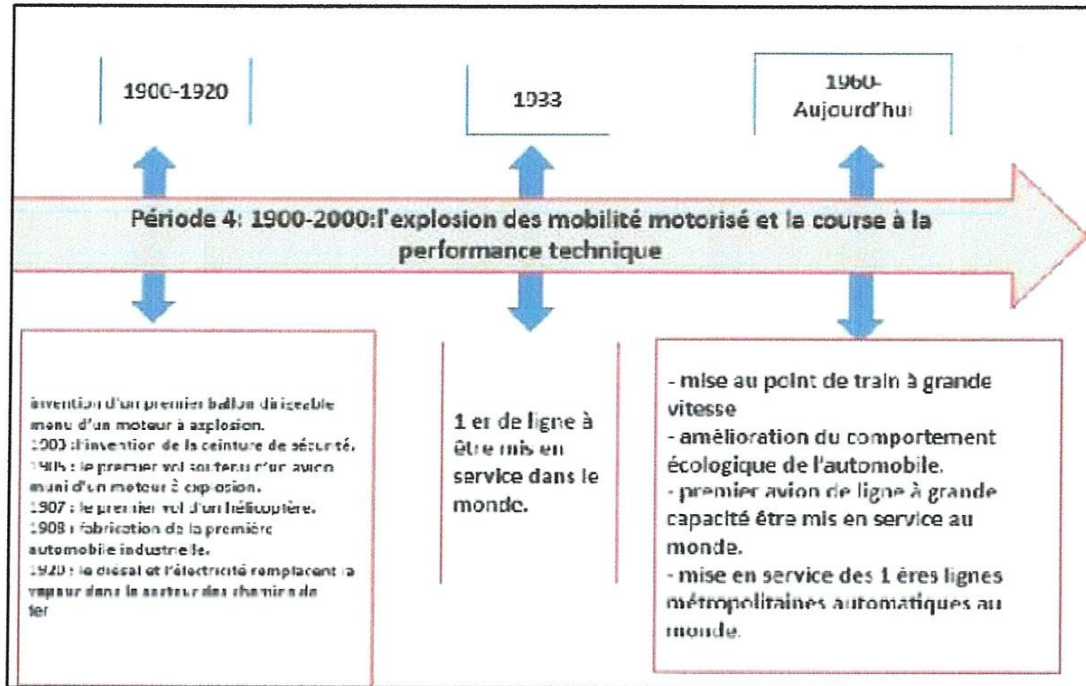 1900-1920
1933
1960-
Aujourd'hui
Période 4: 1900-2000:l'explosion des mobilité motorisé et la course à la
performance technique
invention d'un premier ballon dirigeable
menu d'un moteur à explosion.
1903 :l'invention de la ceinture de sécurité.
1905 : le premier vol soutenu d'un avion
muni d'un moteur à explosion.
1907 : le premier vol d'un hélicoptère.
1908 : fabrication de la première
automobile industrielle.
1920 : le diésal et l'électricité remplacent la
vapeur dans le secteur des chemins de
fer
1 er de ligne à
être mis en
service dans le
monde.
- mise au point de train à grande
vitesse
- amélioration du comportement
écologique de l'automobile.
- premier avion de ligne à grande
capacité être mis en service au
monde.
- mise en service des 1 ères lignes
métropolitaines automatiques au
monde.